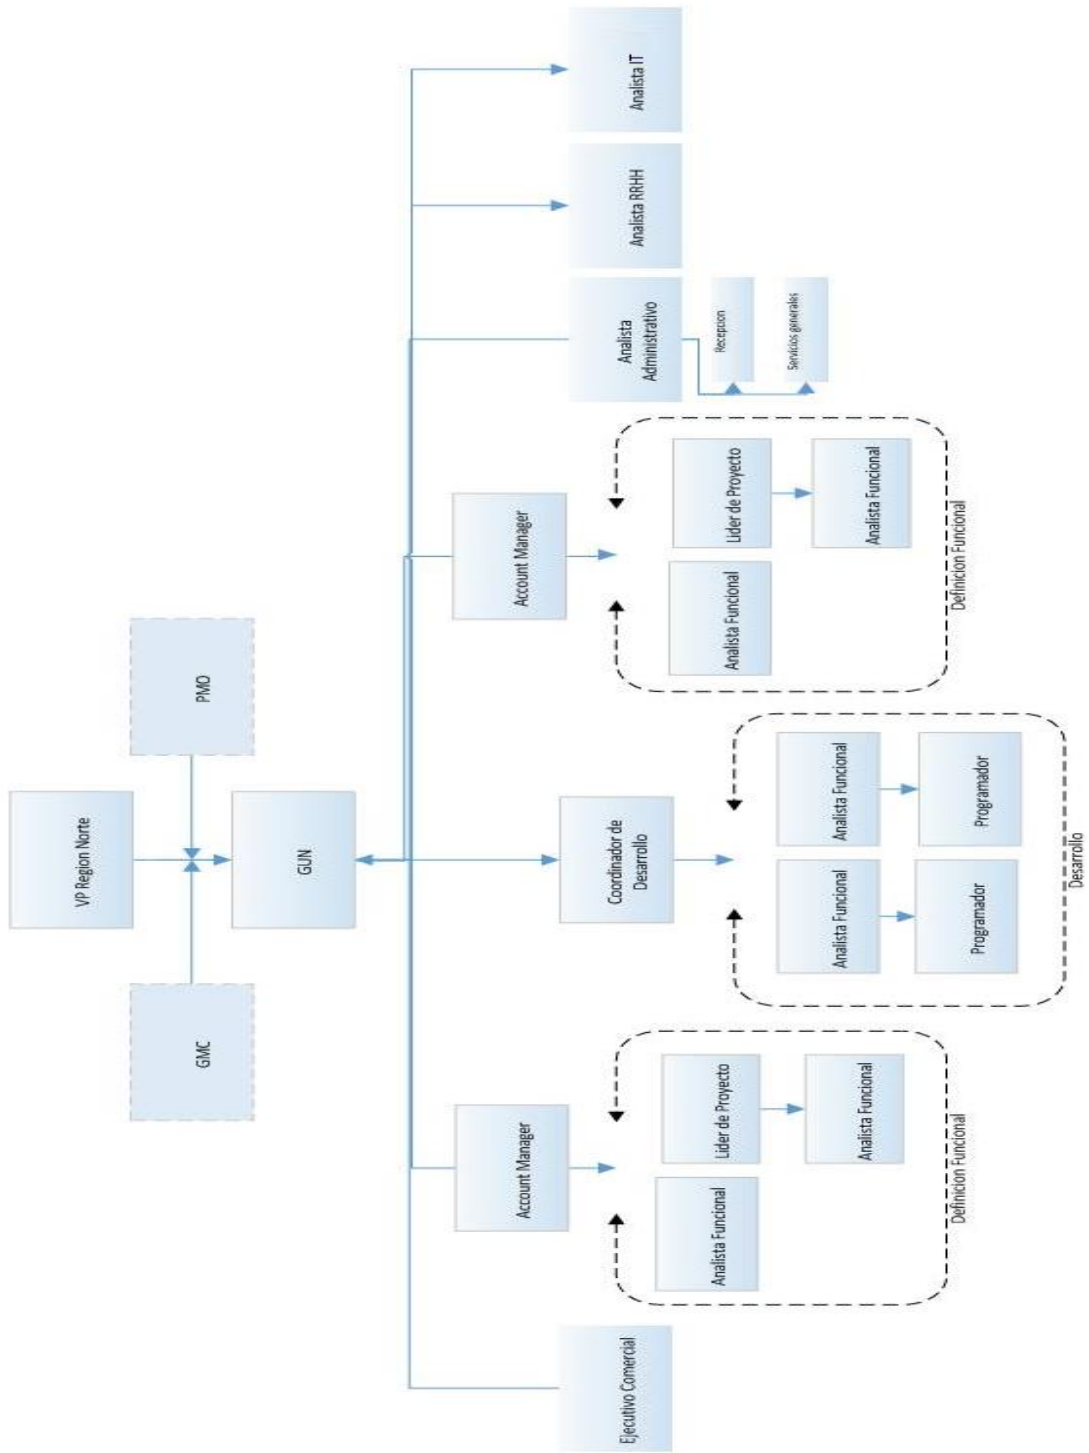 VP Region Norte
GMC
PMO
GUN
Ejecutivo Comercial
Account Manager
Analista Funcional
Lider de Proyecto
Analista Funcional
Definicion Funcional
Coordinador de
Desarrollo
Analista Funcional
Analista Funcional
Programador
Programador
Desarrollo
Account Manager
Analista Funcional
Lider de Proyecto
Analista Funcional
Definicion Funcional
Analista
Administrativo
Recepcion
Servicios generales
Analista RRHH
Analista IT